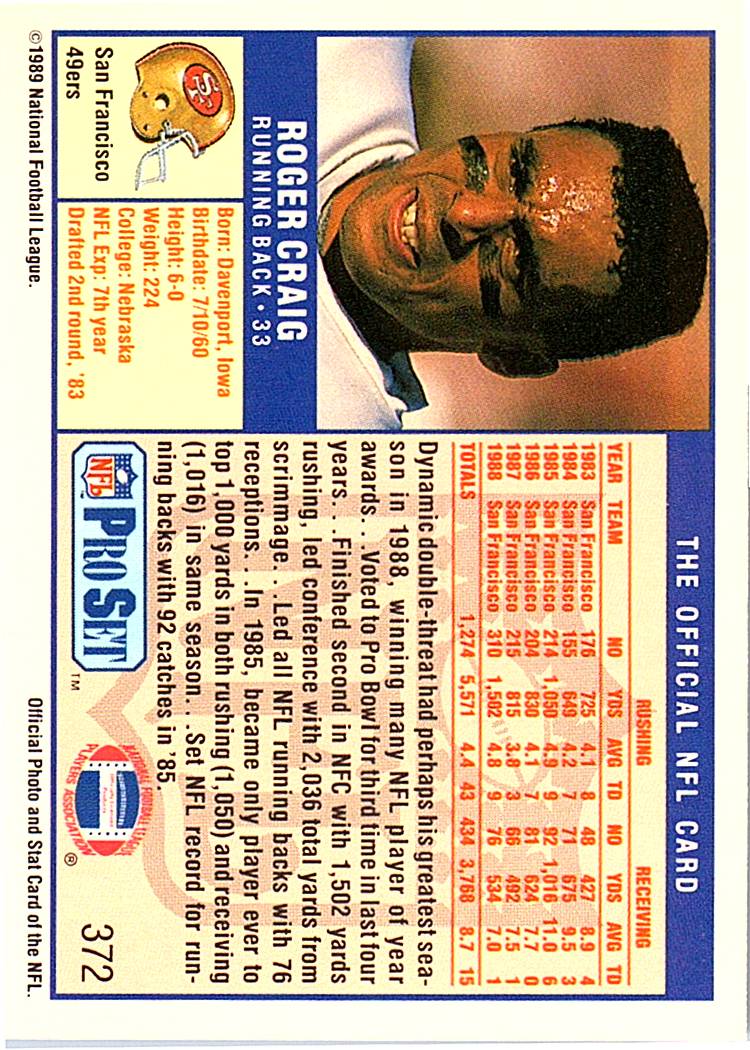 THE OFFICIAL NFL CARD
ROGER CRAIG
RUNNING BACK • 33
San Francisco
49ers
Born: Davenport, Iowa
Birthdate: 7/10/60
Height: 6-0
Weight: 224
College: Nebraska
NFL Exp: 7th year
Drafted 2nd round, '83
RUSHING RECEIVING
YEAR TEAM NO YDS AVG TD NO YDS AVG TD
1983 San Francisco 176 725 4.1 8 48 427 8.9 4
1984 San Francisco 155 649 4.2 7 71 675 9.5 3
1985 San Francisco 214 1,050 4.9 9 92 1,016 11.0 6
1986 San Francisco 204 830 4.1 7 81 624 7.7 0
1987 San Francisco 215 815 3.8 3 66 492 7.5 1
1988 San Francisco 310 1,502 4.8 9 76 534 7.0 1
TOTALS 1,274 5,571 4.4 43 434 3,768 8.7 15
Dynamic double-threat had perhaps his greatest sea-
son in 1988, winning many NFL player of year
awards. . .Voted to Pro Bowl for third time in last four
years. . .Finished second in NFC with 1,502 yards
rushing, led conference with 2,036 total yards from
scrimmage. . .Led all NFL running backs with 76
receptions. . .In 1985, became only player ever to
top 1,000 yards in both rushing (1,050) and receiving
(1,016) in same season. . .Set NFL record for run-
ning backs with 92 catches in '85.
NFL PRO SET ™
NATIONAL FOOTBALL LEAGUE
PLAYERS ASSOCIATION ®
372
©1989 National Football League.
Official Photo and Stat Card of the NFL.